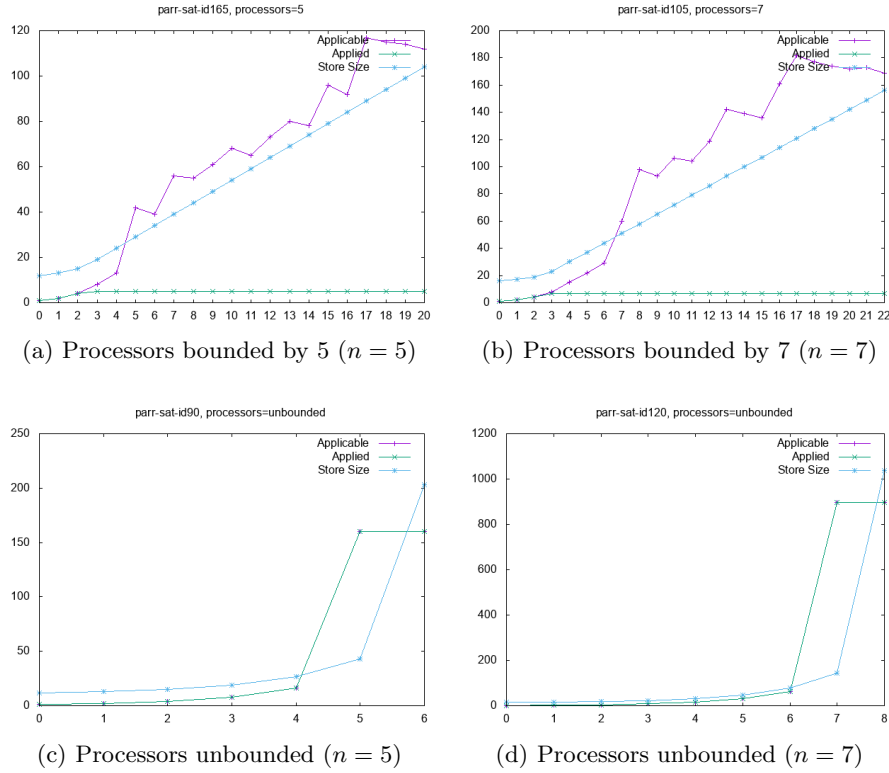 parr-sat-id165, processors=5
120
100
80
60
40
20
0
0 1 2 3 4 5 6 7 8 9 10 11 12 13 14 15 16 17 18 19 20
Applicable
Applied
Store Size
(a) Processors bounded by 5 (n = 5)
parr-sat-id105, processors=7
200
180
160
140
120
100
80
60
40
20
0
0 1 2 3 4 5 6 7 8 9 10 11 12 13 14 15 16 17 18 19 20 21 22
Applicable
Applied
Store Size
(b) Processors bounded by 7 (n = 7)
parr-sat-id90, processors=unbounded
250
200
150
100
50
0
0 1 2 3 4 5 6
Applicable
Applied
Store Size
(c) Processors unbounded (n = 5)
parr-sat-id120, processors=unbounded
1200
1000
800
600
400
200
0
0 1 2 3 4 5 6 7 8
Applicable
Applied
Store Size
(d) Processors unbounded (n = 7)